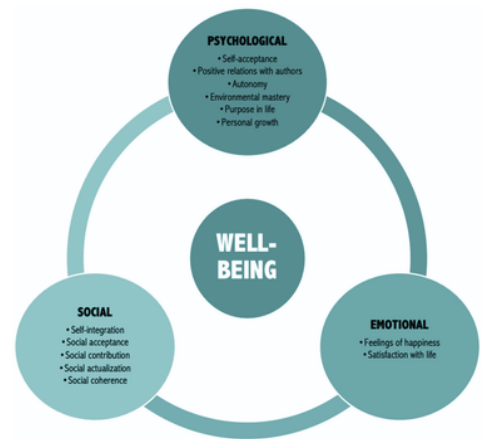 PSYCHOLOGICAL
• Self-acceptance
• Positive relations with authors
• Autonomy
• Environmental mastery
• Purpose in life
• Personal growth
WELL-
BEING
SOCIAL
• Self-integration
• Social acceptance
• Social contribution
• Social actualization
• Social coherence
EMOTIONAL
• Feelings of happiness
• Satisfaction with life